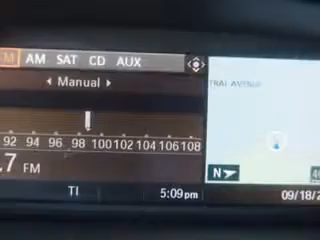 M AM SAT CD AUX
Manual
92 94 96 98 100 102 104 106 108
.7 FM
TI 5:09 pm
TRAL AVENUE
N
09/18/2